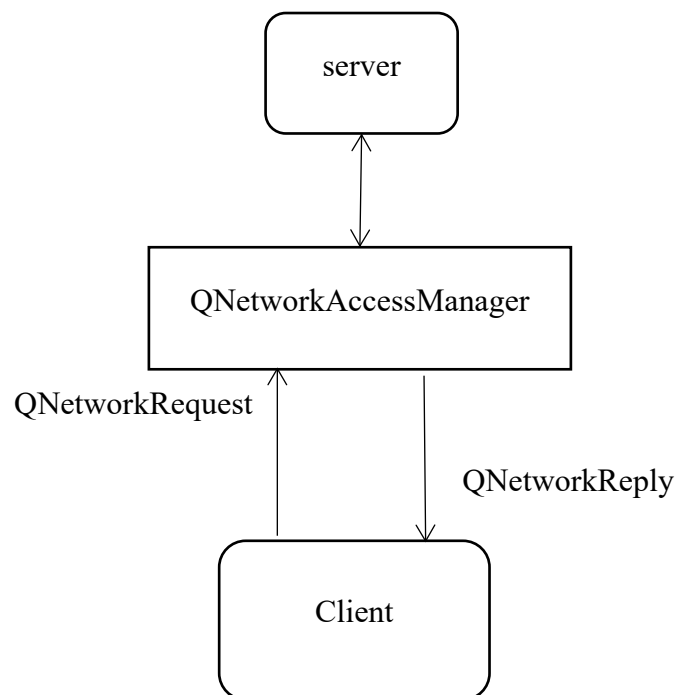 server
QNetworkAccessManager
QNetworkRequest
QNetworkReply
Client